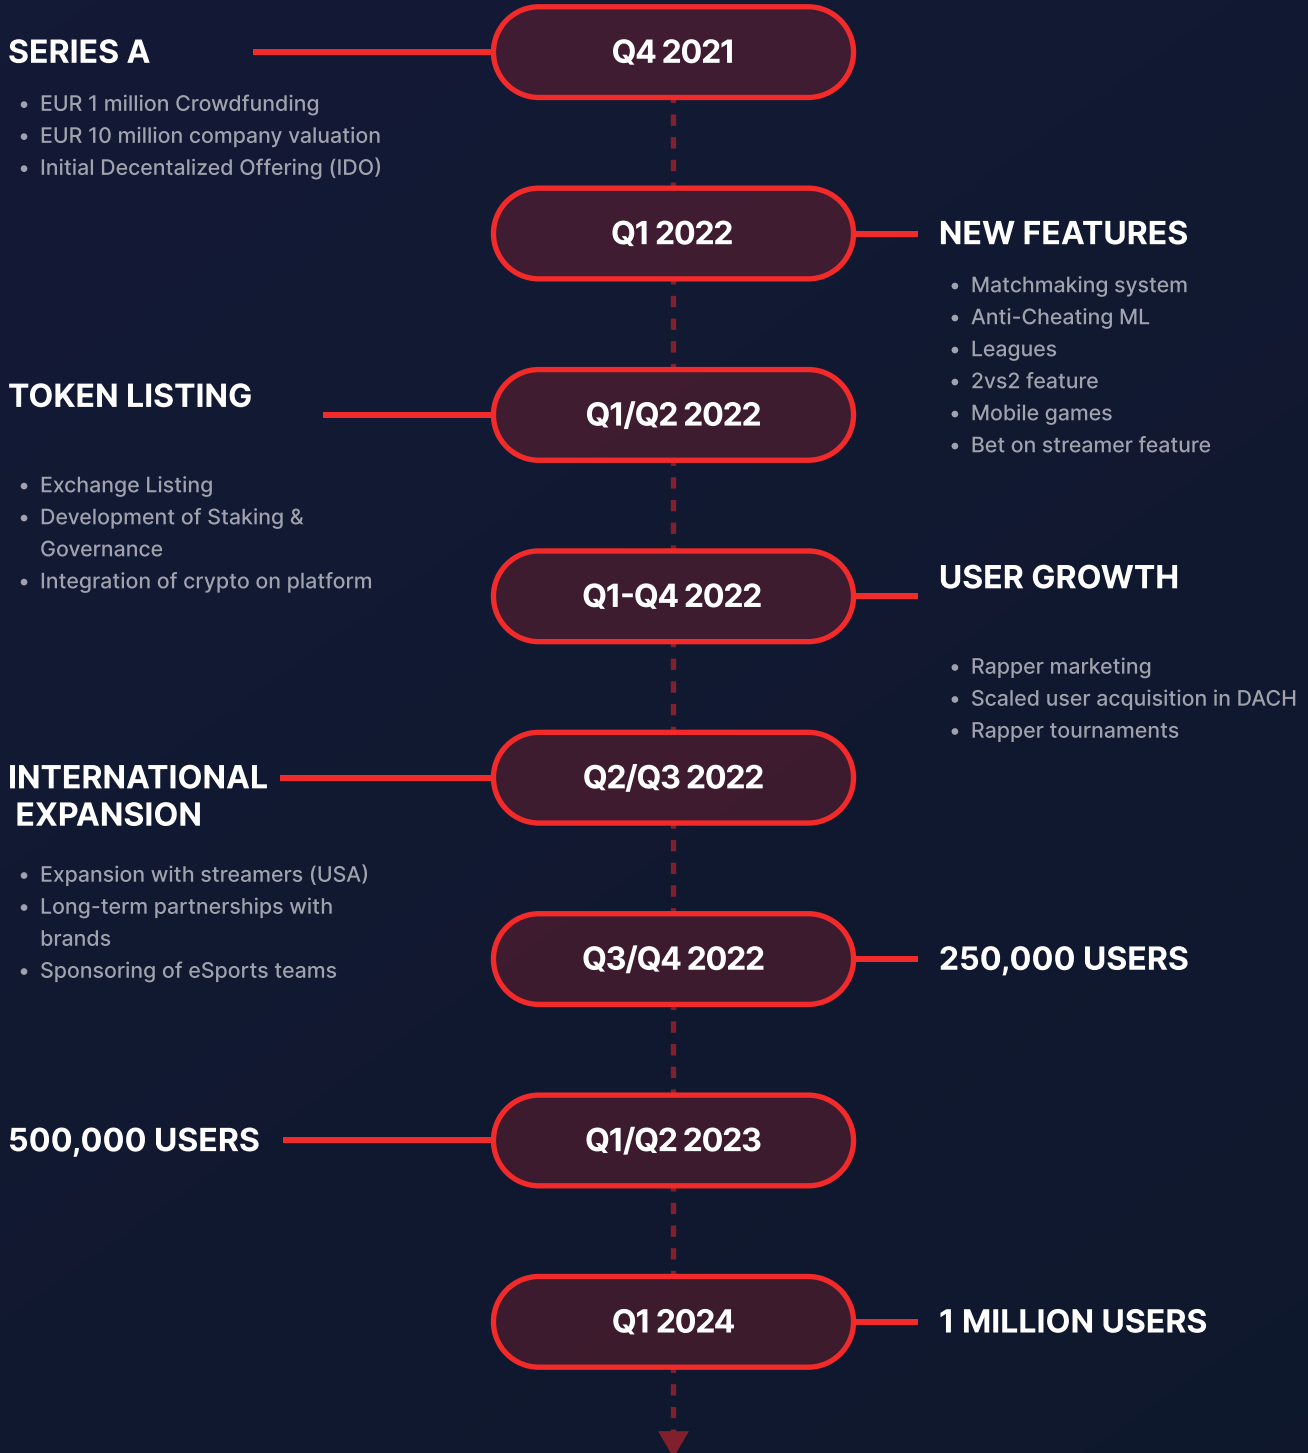 Q4 2021
SERIES A
• EUR 1 million Crowdfunding
• EUR 10 million company valuation
• Initial Decentalized Offering (IDO)
Q1 2022
NEW FEATURES
• Matchmaking system
• Anti-Cheating ML
• Leagues
• 2vs2 feature
• Mobile games
• Bet on streamer feature
Q1/Q2 2022
TOKEN LISTING
• Exchange Listing
• Development of Staking &
Governance
• Integration of crypto on platform
Q1-Q4 2022
USER GROWTH
• Rapper marketing
• Scaled user acquisition in DACH
• Rapper tournaments
Q2/Q3 2022
INTERNATIONAL
EXPANSION
• Expansion with streamers (USA)
• Long-term partnerships with
brands
• Sponsoring of eSports teams
Q3/Q4 2022
250,000 USERS
Q1/Q2 2023
500,000 USERS
Q1 2024
1 MILLION USERS